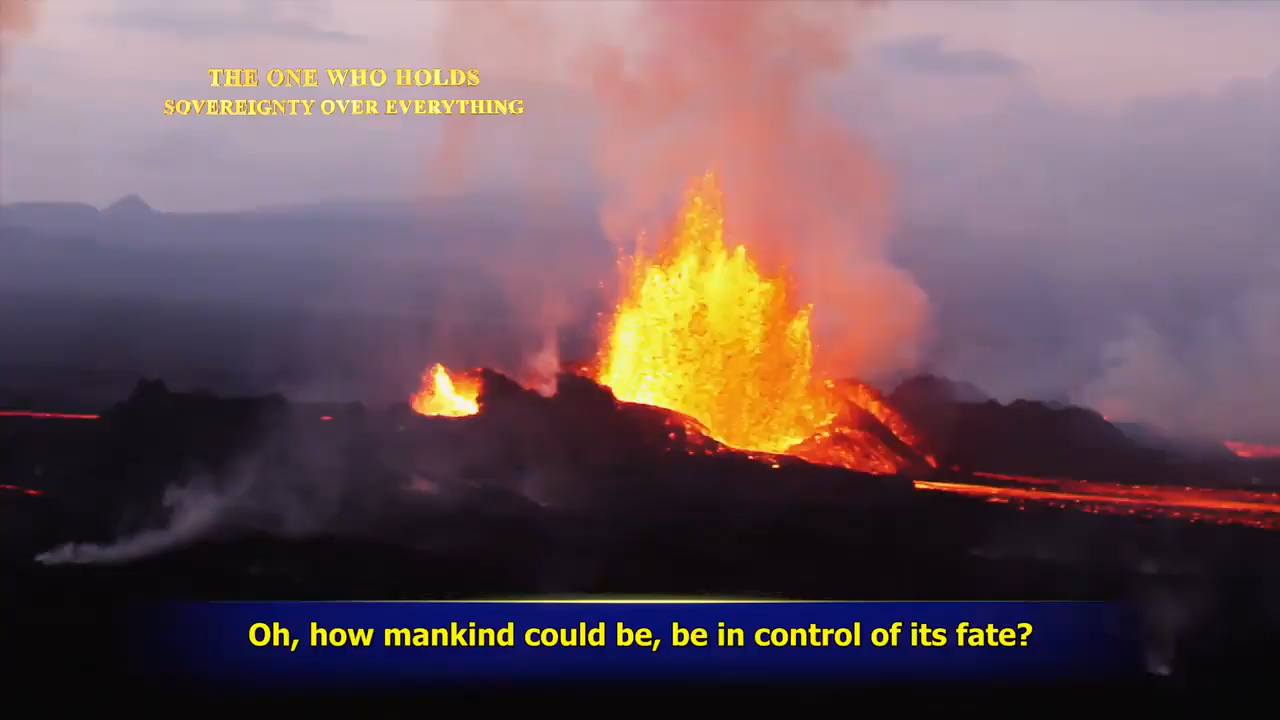 THE ONE WHO HOLDS
SOVEREIGNTY OVER EVERYTHING
Oh, how mankind could be, be in control of its fate?